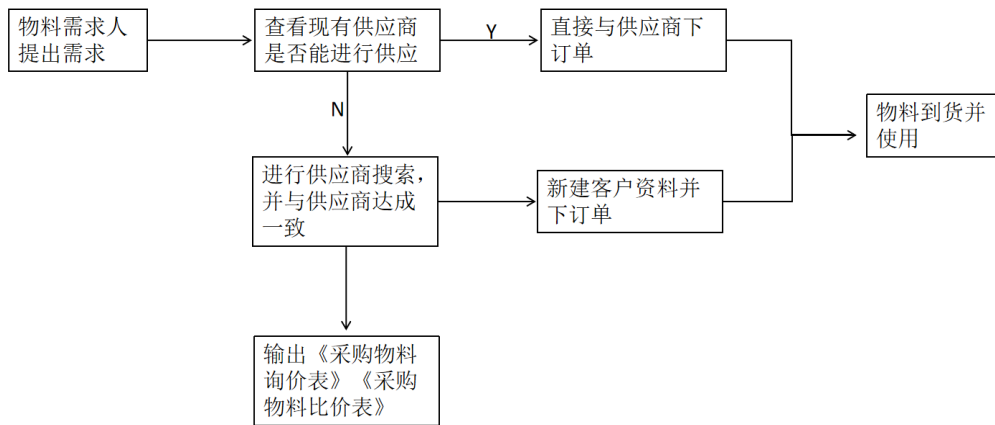 物料需求人
提出需求
查看现有供应商
是否能进行供应
Y
直接与供应商下
订单
N
物料到货并
使用
进行供应商搜索，
并与供应商达成
一致
新建客户资料并
下订单
输出《采购物料
询价表》《采购
物料比价表》